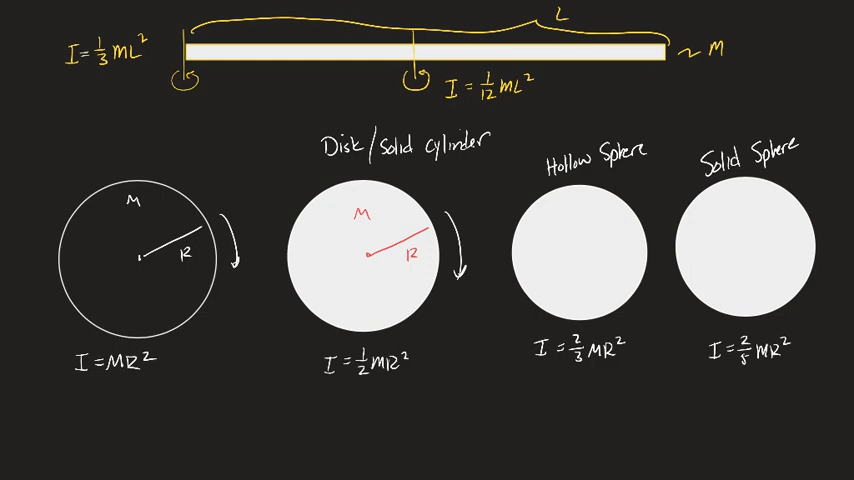 L
I = 1/3 ML²
M
I = 1/12 ML²
Disk/solid cylinder
Hollow Sphere
Solid Sphere
M
R
M
R
I = MR²
I = 1/2 MR²
I = 2/3 MR²
I = 2/5 MR²